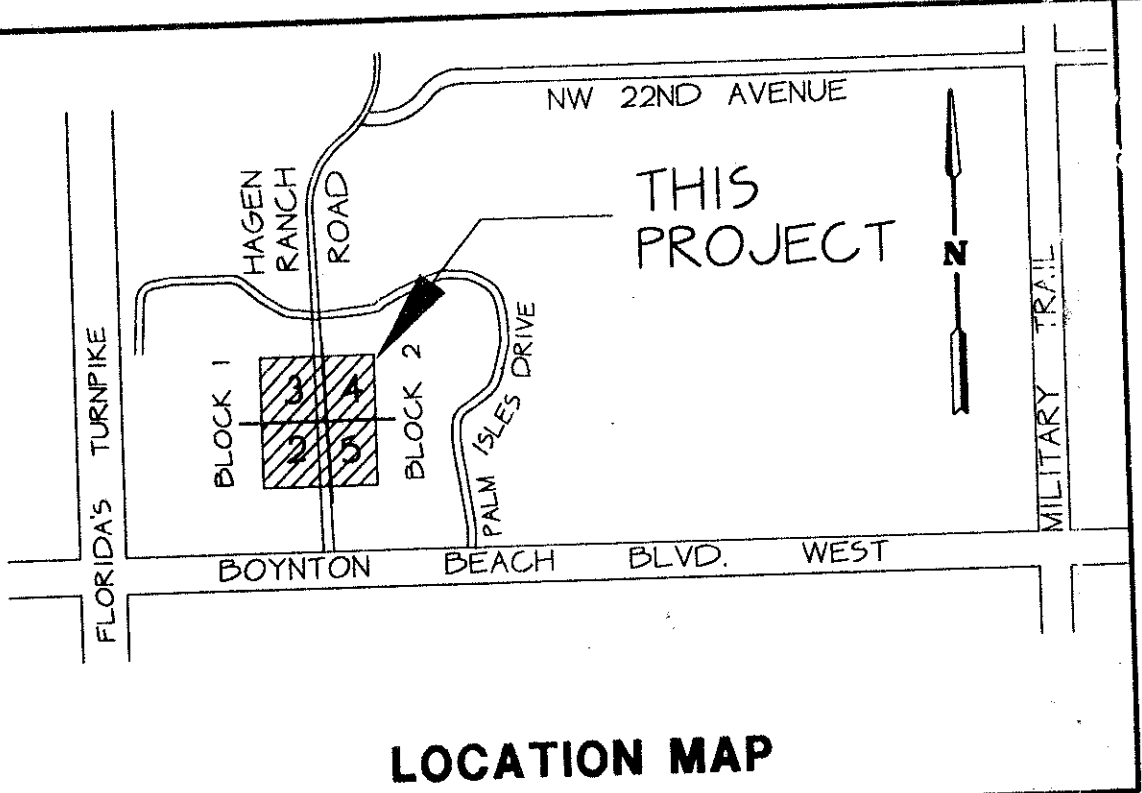 NW 22ND AVENUE
HAGEN
RANCH
ROAD
THIS
PROJECT
N
MILITARY TRAIL
FLORIDA'S TURNPIKE
BLOCK 1
3
4
2
5
BLOCK 2
PALM ISLES DRIVE
BOYNTON BEACH BLVD. WEST
LOCATION MAP